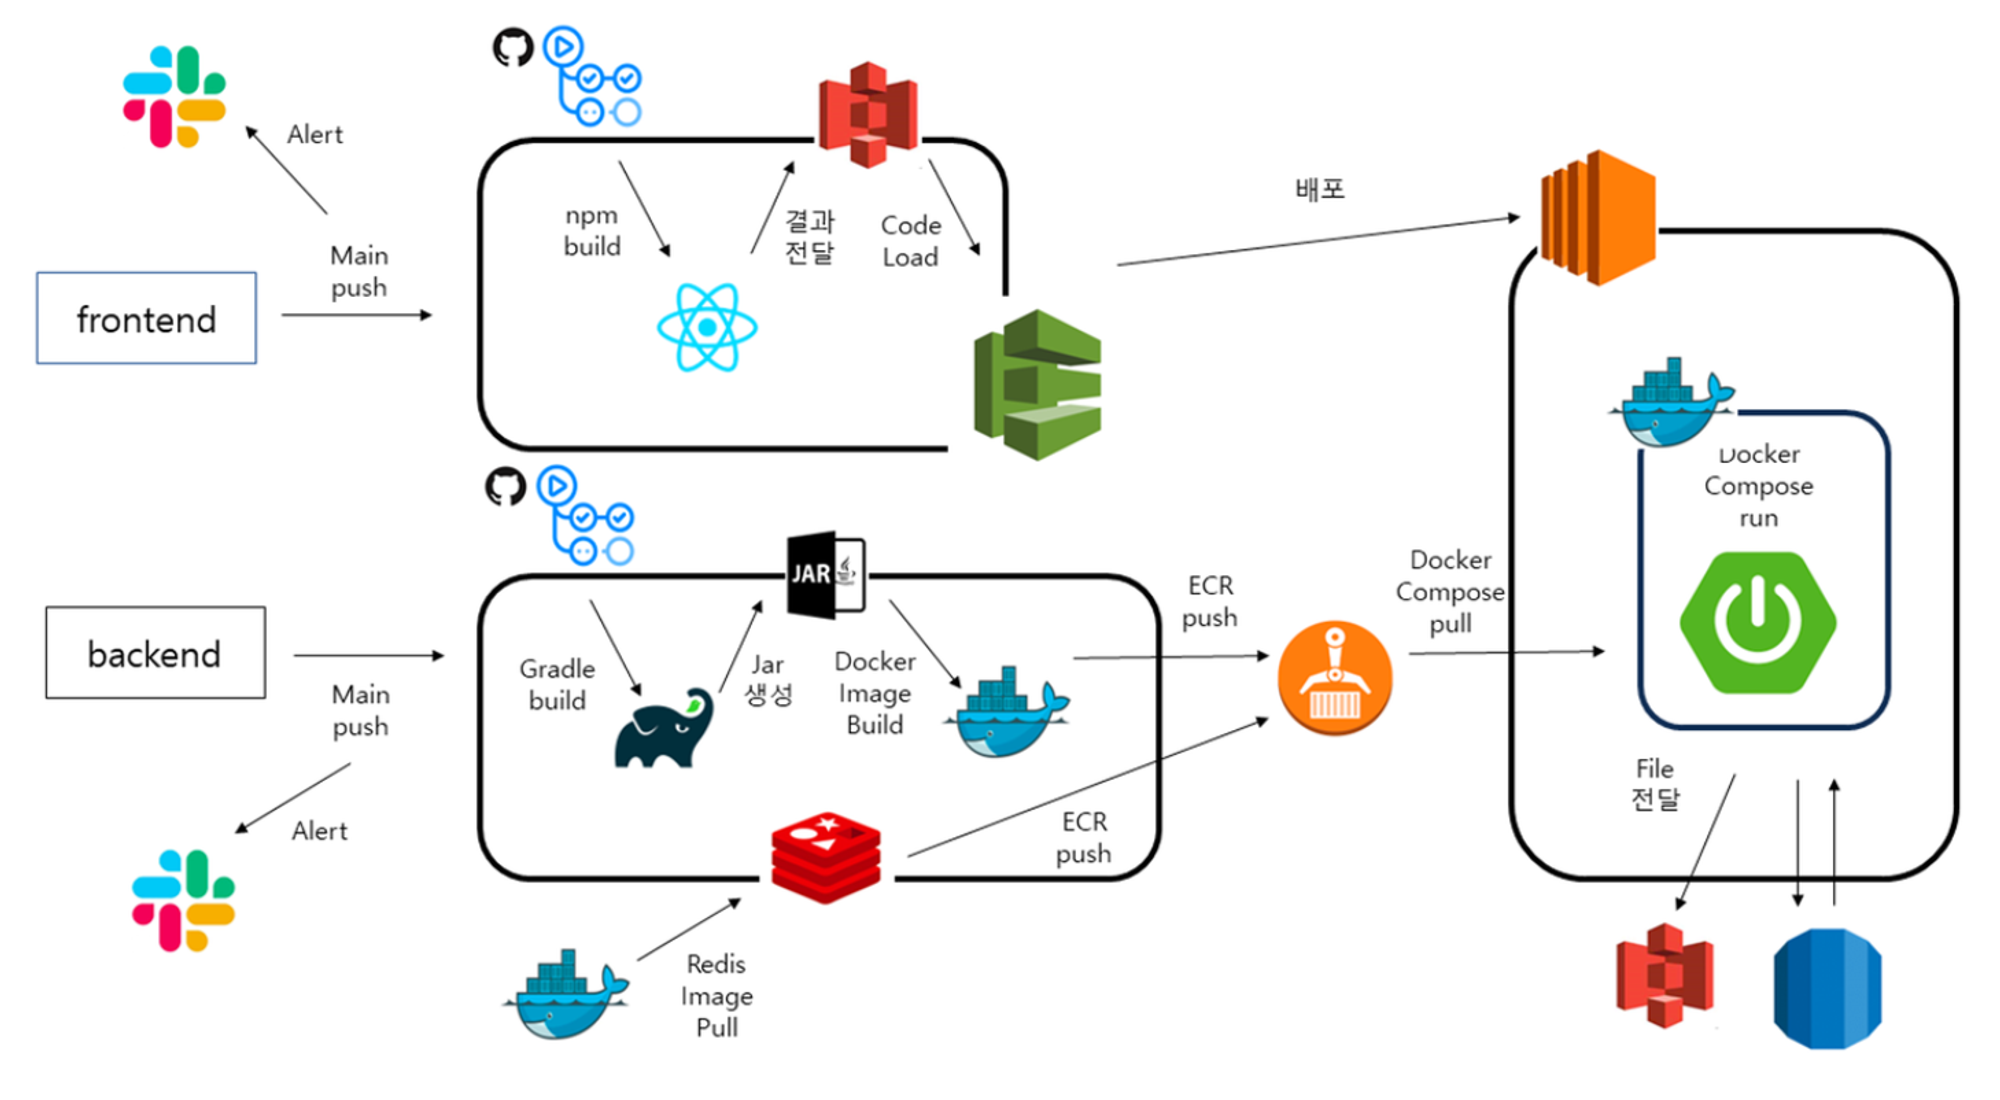 Alert
Main
push
frontend
npm
build
결과
전달
Code
Load
배포
Docker
Compose
run
backend
Main
push
Alert
Gradle
build
JAR
Jar
생성
Docker
Image
Build
ECR
push
ECR
push
Docker
Compose
pull
Redis
Image
Pull
File
전달